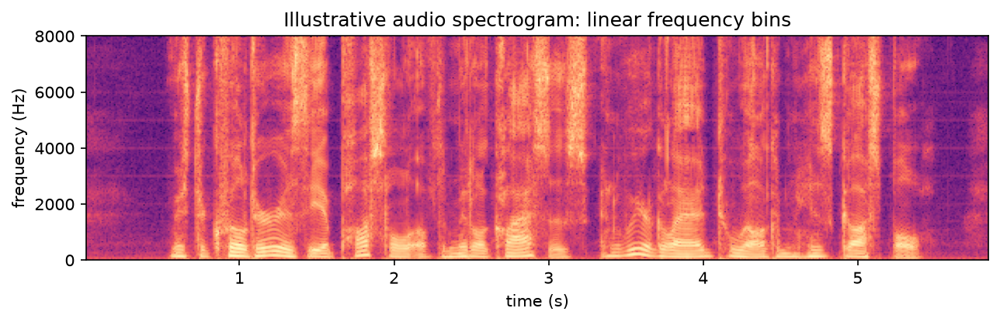 Illustrative audio spectrogram: linear frequency bins
8000
6000
4000
2000
0
frequency (Hz)
1 2 3 4 5
time (s)